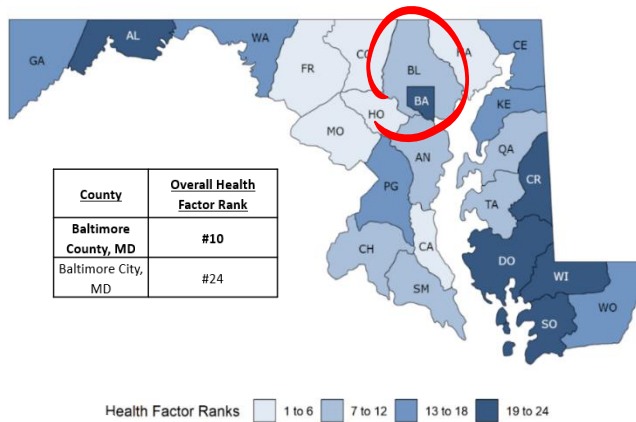 GA
AL
WA
FR
CC
BL
HA
CE
BA
HO
MO
KE
AN
QA
PG
CR
TA
CA
CH
SM
DO
WI
SO
WO
County
Overall Health
Factor Rank
Baltimore
County, MD
#10
Baltimore City,
MD
#24
Health Factor Ranks
1 to 6
7 to 12
13 to 18
19 to 24